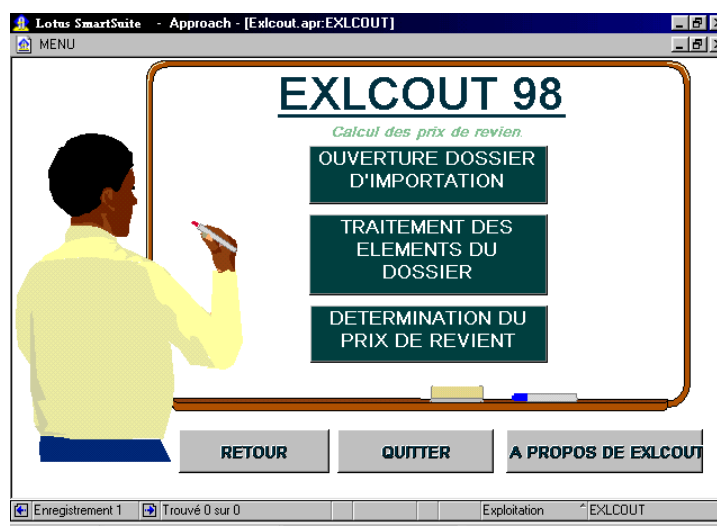 Lotus SmartSuite - Approach - [Exlcout.apr:EXLCOUT]
MENU
EXLCOUT 98
Calcul des prix de revien
OUVERTURE DOSSIER
D'IMPORTATION
TRAITEMENT DES
ELEMENTS DU
DOSSIER
DETERMINATION DU
PRIX DE REVIENT
RETOUR QUITTER A PROPOS DE EXLCOUT
Enregistrement 1 Trouvé 0 sur 0 Exploitation EXLCOUT